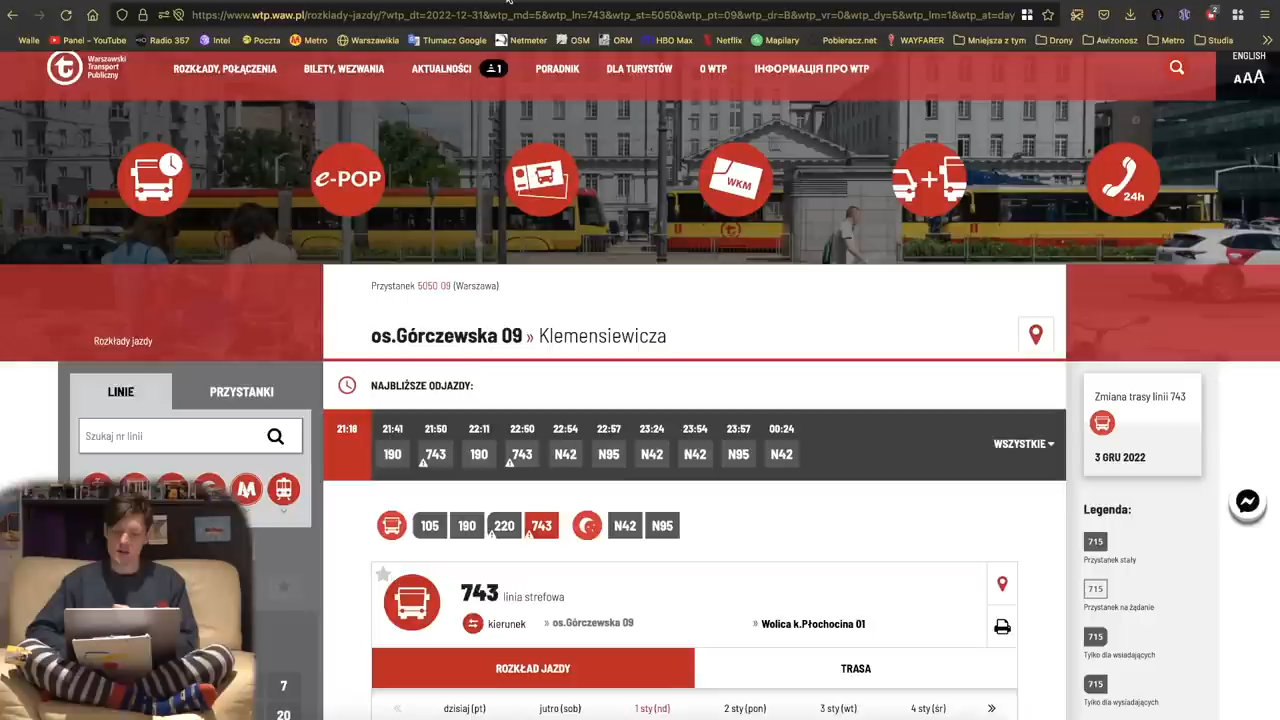 https://www.wtp.waw.pl/rozklady-jazdy/?wtp_dt=2022-12-31&wtp_md=5&wtp_ln=743&wtp_st=5050&wtp_pt=09&wtp_dr=B&wtp_vr=0&wtp_dy=5&wtp_lm=1&wtp_at=day
2
Walle
Panel - YouTube
Radio 357
Intel
Poczta
Metro
Warszawikia
Tłumacz Google
Netmeter
OSM
ORM
HBO Max
Netflix
Mapilary
Pobieracz.net
WAYFARER
Mniejsza z tym
Drony
Awizonosz
Metro
Studia
Warszawski
Transport
Publiczny
ROZKŁADY, POŁĄCZENIA
BILETY, WEZWANIA
AKTUALNOŚCI
1
PORADNIK
DLA TURYSTÓW
O WTP
ІНФОРМАЦІЯ ПРО WTP
ENGLISH
AAA
e-POP
WKM
24h
Przystanek 5050 09 (Warszawa)
os.Górczewska 09 » Klemensiewicza
Rozkłady jazdy
LINIE
PRZYSTANKI
Szukaj nr linii
NAJBLIŻSZE ODJAZDY:
21:18
21:41
21:50
22:11
22:50
22:54
22:57
23:24
23:54
23:57
00:24
190
743
190
743
N42
N95
N42
N42
N95
N42
WSZYSTKIE
105
190
220
743
N42
N95
743 linia strefowa
kierunek
» os.Górczewska 09
» Wolica k.Płochocina 01
ROZKŁAD JAZDY
TRASA
«
dzisiaj (pt)
jutro (sob)
1 sty (nd)
2 sty (pon)
3 sty (wt)
4 sty (śr)
»
7
20
Zmiana trasy linii 743
3 GRU 2022
Legenda:
715
Przystanek stały
715
Przystanek na żądanie
715
Tylko dla wsiadających
715
Tylko dla wysiadających